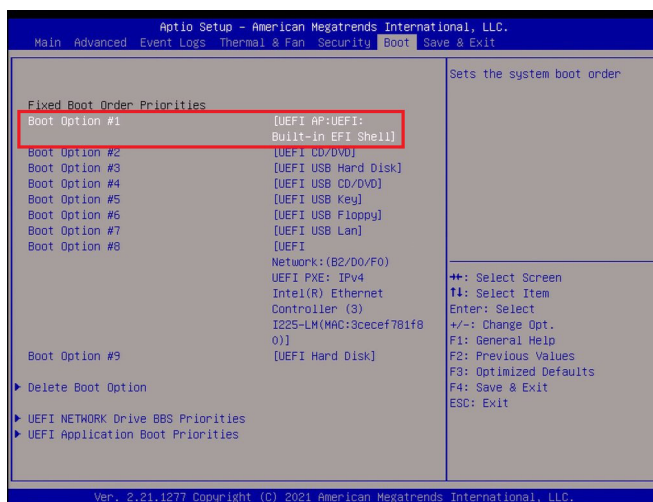 Aptio Setup – American Megatrends International, LLC.
Main Advanced Event Logs Thermal & Fan Security Boot Save & Exit
Sets the system boot order
Fixed Boot Order Priorities
Boot Option #1 [UEFI AP:UEFI:
Built-in EFI Shell]
Boot Option #2 [UEFI CD/DVD]
Boot Option #3 [UEFI USB Hard Disk]
Boot Option #4 [UEFI USB CD/DVD]
Boot Option #5 [UEFI USB Key]
Boot Option #6 [UEFI USB Floppy]
Boot Option #7 [UEFI USB Lan]
Boot Option #8 [UEFI
Network:(B2/D0/F0)
UEFI PXE: IPv4
Intel(R) Ethernet
Controller (3)
I225-LM(MAC:3cecef781f8
0)]
Boot Option #9 [UEFI Hard Disk]
▶ Delete Boot Option
▶ UEFI NETWORK Drive BBS Priorities
▶ UEFI Application Boot Priorities
→←: Select Screen
↑↓: Select Item
Enter: Select
+/-: Change Opt.
F1: General Help
F2: Previous Values
F3: Optimized Defaults
F4: Save & Exit
ESC: Exit
Ver. 2.21.1277 Copyright (C) 2021 American Megatrends International, LLC.